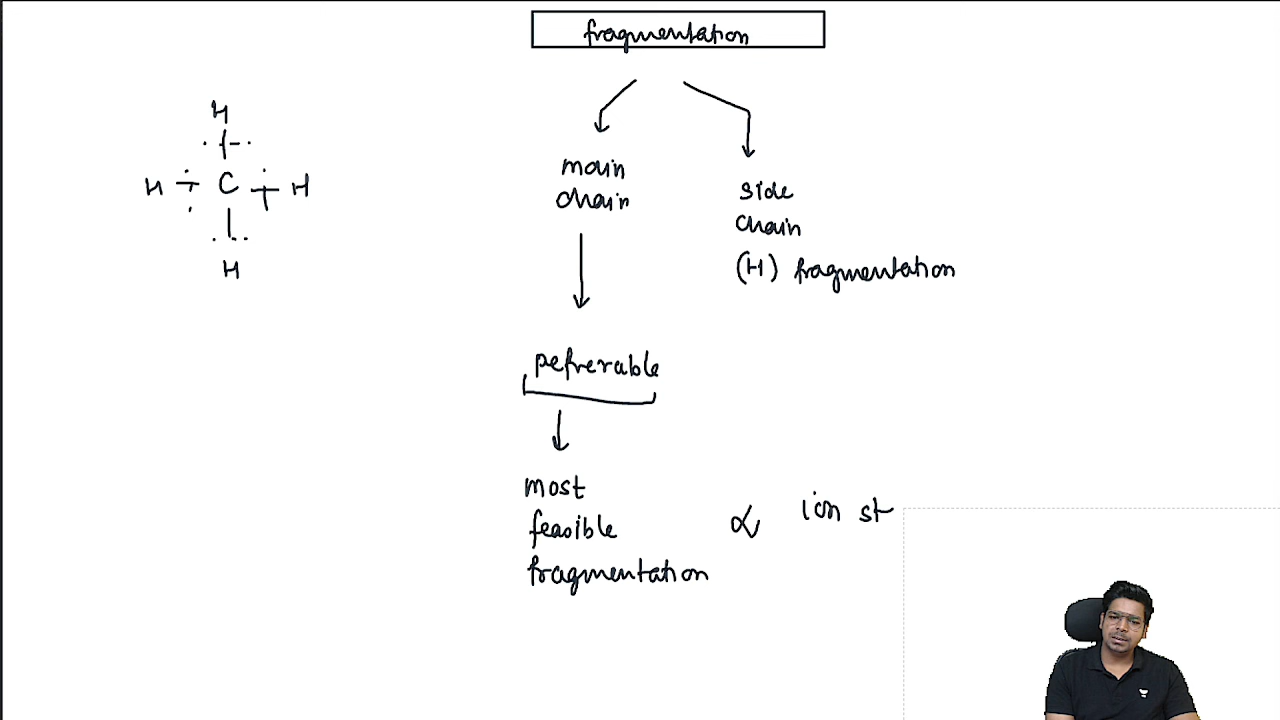 fragmentation
H
H C H
H
main
chain
side
chain
(H) fragmentation
pefrerable
most
feasible
fragmentation
∝ ion st